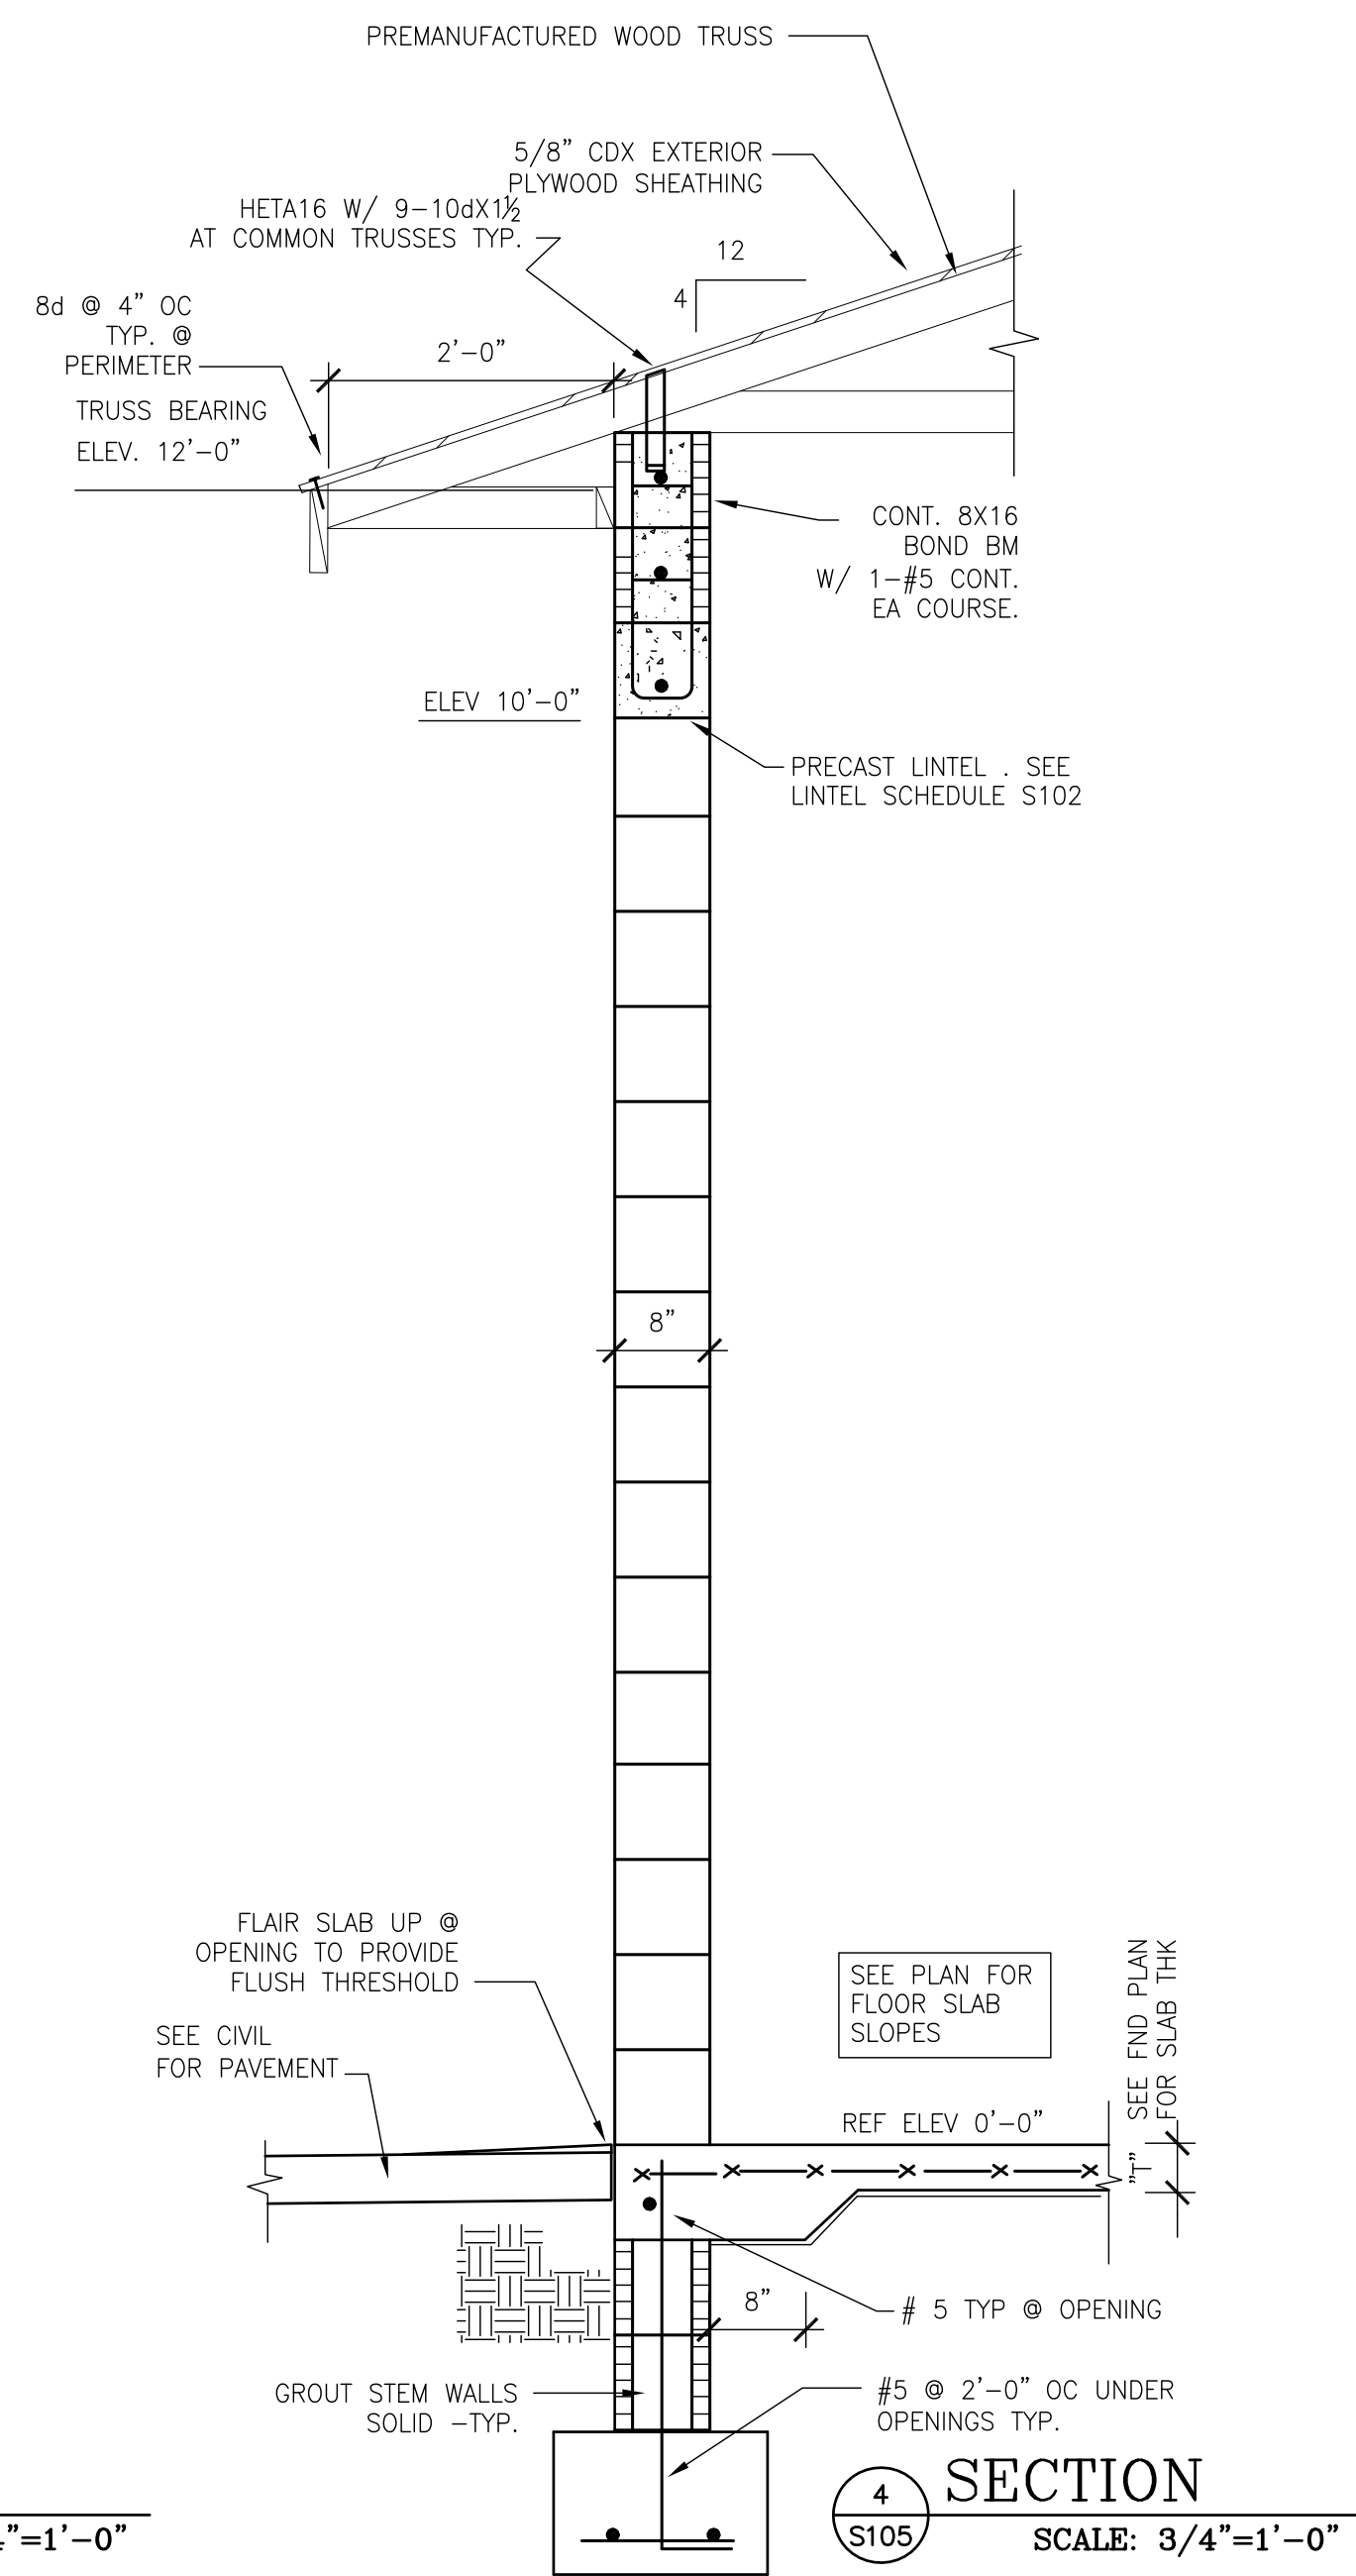 PREMANUFACTURED WOOD TRUSS
5/8" CDX EXTERIOR
PLYWOOD SHEATHING
HETA16 W/ 9-10dX1½
AT COMMON TRUSSES TYP.
12
4
8d @ 4" OC
TYP. @
PERIMETER
2'-0"
TRUSS BEARING
ELEV. 12'-0"
CONT. 8X16
BOND BM
W/ 1-#5 CONT.
EA COURSE.
ELEV 10'-0"
PRECAST LINTEL . SEE
LINTEL SCHEDULE S102
8"
FLAIR SLAB UP @
OPENING TO PROVIDE
FLUSH THRESHOLD
SEE CIVIL
FOR PAVEMENT
SEE PLAN FOR
FLOOR SLAB
SLOPES
SEE FND PLAN
FOR SLAB THK
REF ELEV 0'-0"
"T"
8"
# 5 TYP @ OPENING
GROUT STEM WALLS
SOLID -TYP.
#5 @ 2'-0" OC UNDER
OPENINGS TYP.
4
S105
SECTION
SCALE: 3/4"=1'-0"
4"=1'-0"